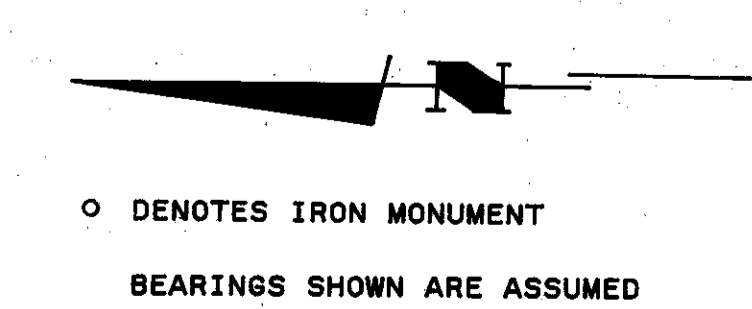 N
O DENOTES IRON MONUMENT
BEARINGS SHOWN ARE ASSUMED